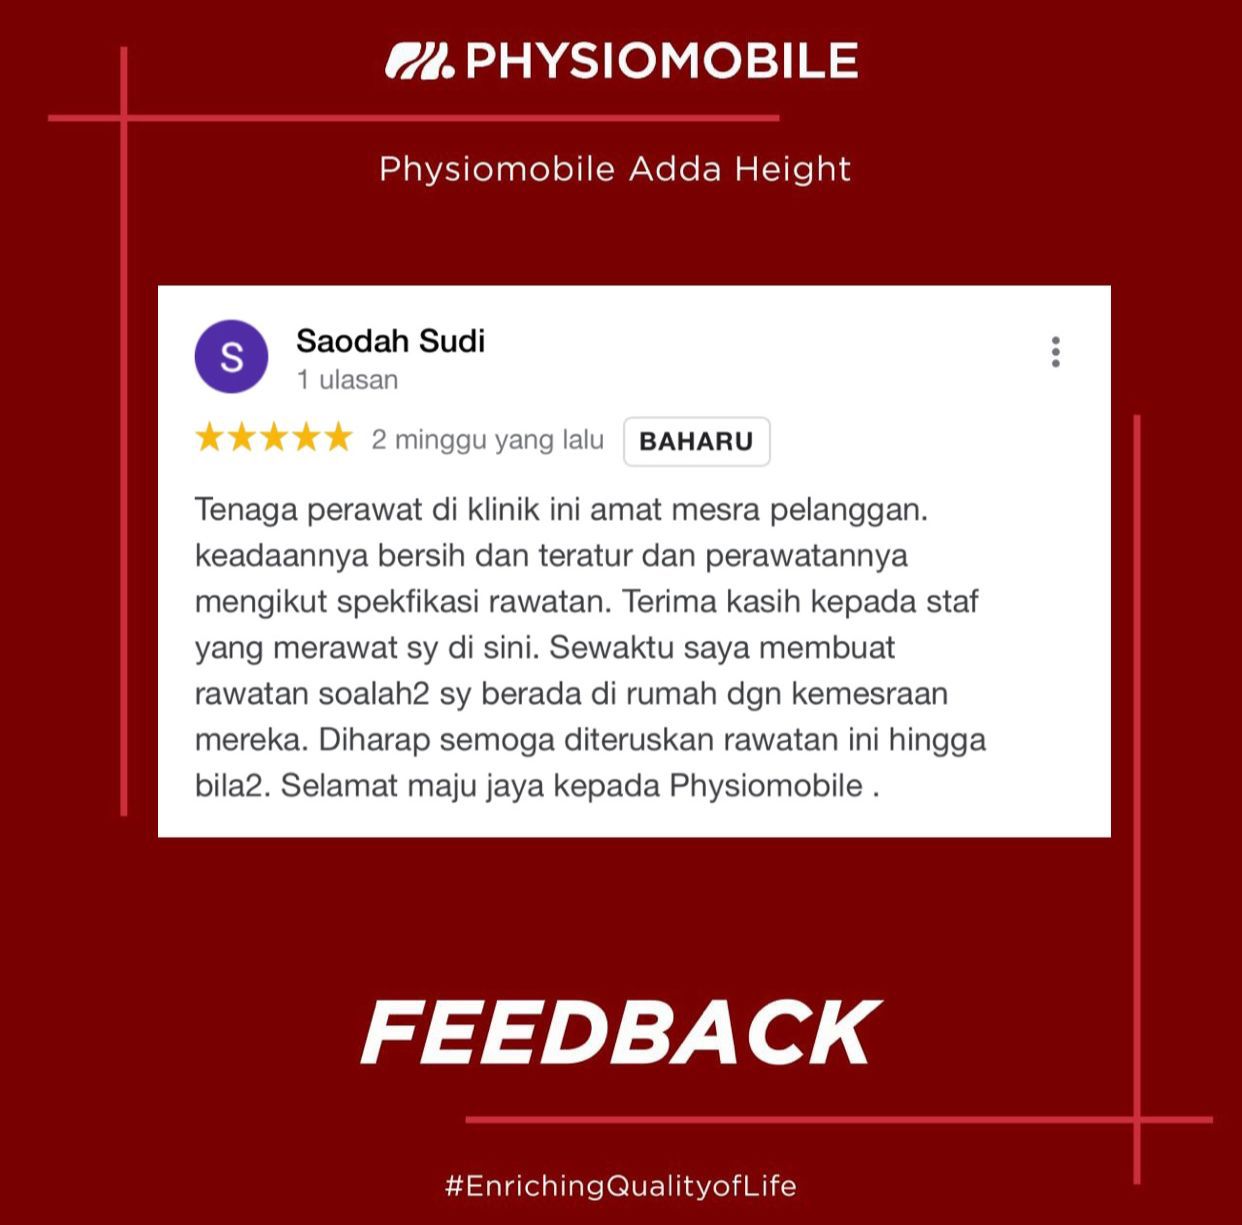 PHYSIOMOBILE
Physiomobile Adda Height
S
Saodah Sudi
1 ulasan
2 minggu yang lalu BAHARU
Tenaga perawat di klinik ini amat mesra pelanggan.
keadaannya bersih dan teratur dan perawatannya
mengikut spekfikasi rawatan. Terima kasih kepada staf
yang merawat sy di sini. Sewaktu saya membuat
rawatan soalah2 sy berada di rumah dgn kemesraan
mereka. Diharap semoga diteruskan rawatan ini hingga
bila2. Selamat maju jaya kepada Physiomobile .
FEEDBACK
#EnrichingQualityofLife